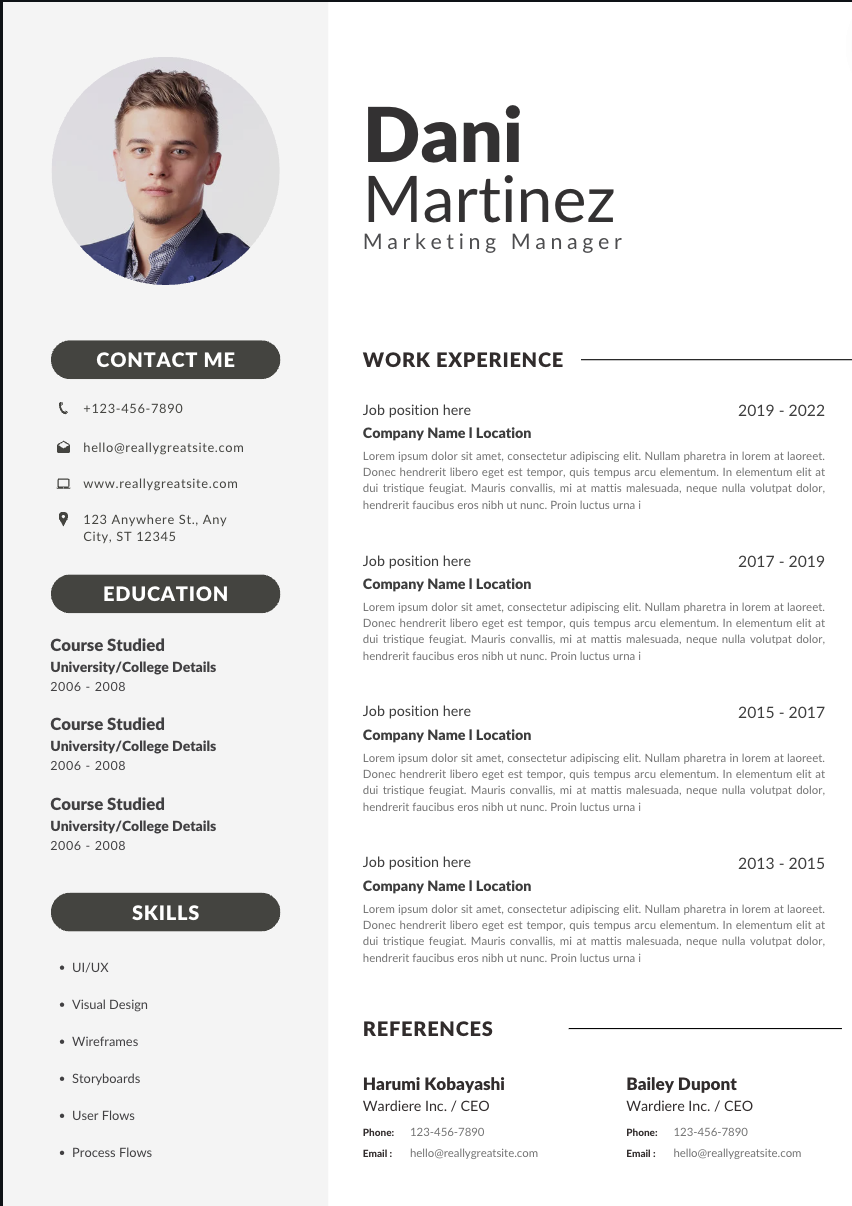 Dani
Martinez
Marketing Manager
CONTACT ME
+123-456-7890
hello@reallygreatsite.com
www.reallygreatsite.com
123 Anywhere St., Any
City, ST 12345
EDUCATION
Course Studied
University/College Details
2006 - 2008
Course Studied
University/College Details
2006 - 2008
Course Studied
University/College Details
2006 - 2008
SKILLS
• UI/UX
• Visual Design
• Wireframes
• Storyboards
• User Flows
• Process Flows
WORK EXPERIENCE
Job position here 2019 - 2022
Company Name l Location
Lorem ipsum dolor sit amet, consectetur adipiscing elit. Nullam pharetra in lorem at laoreet.
Donec hendrerit libero eget est tempor, quis tempus arcu elementum. In elementum elit at
dui tristique feugiat. Mauris convallis, mi at mattis malesuada, neque nulla volutpat dolor,
hendrerit faucibus eros nibh ut nunc. Proin luctus urna i
Job position here 2017 - 2019
Company Name l Location
Lorem ipsum dolor sit amet, consectetur adipiscing elit. Nullam pharetra in lorem at laoreet.
Donec hendrerit libero eget est tempor, quis tempus arcu elementum. In elementum elit at
dui tristique feugiat. Mauris convallis, mi at mattis malesuada, neque nulla volutpat dolor,
hendrerit faucibus eros nibh ut nunc. Proin luctus urna i
Job position here 2015 - 2017
Company Name l Location
Lorem ipsum dolor sit amet, consectetur adipiscing elit. Nullam pharetra in lorem at laoreet.
Donec hendrerit libero eget est tempor, quis tempus arcu elementum. In elementum elit at
dui tristique feugiat. Mauris convallis, mi at mattis malesuada, neque nulla volutpat dolor,
hendrerit faucibus eros nibh ut nunc. Proin luctus urna i
Job position here 2013 - 2015
Company Name l Location
Lorem ipsum dolor sit amet, consectetur adipiscing elit. Nullam pharetra in lorem at laoreet.
Donec hendrerit libero eget est tempor, quis tempus arcu elementum. In elementum elit at
dui tristique feugiat. Mauris convallis, mi at mattis malesuada, neque nulla volutpat dolor,
hendrerit faucibus eros nibh ut nunc. Proin luctus urna i
REFERENCES
Harumi Kobayashi
Wardiere Inc. / CEO
Phone: 123-456-7890
Email : hello@reallygreatsite.com
Bailey Dupont
Wardiere Inc. / CEO
Phone: 123-456-7890
Email : hello@reallygreatsite.com